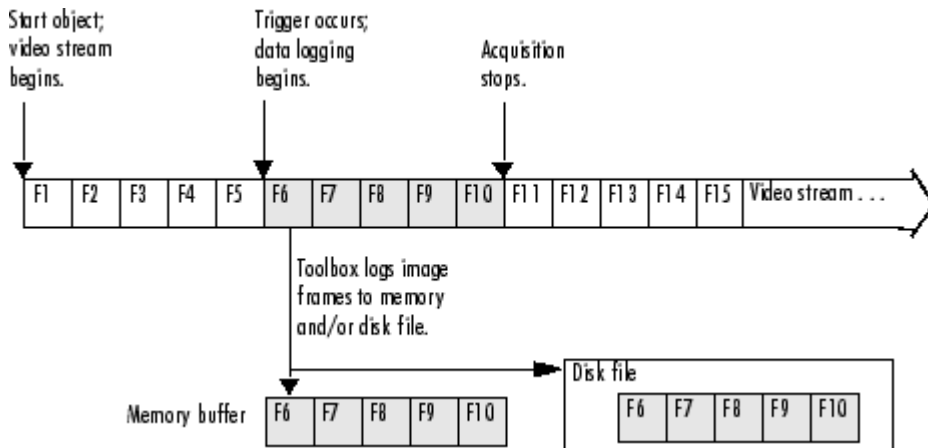 Start object;
video stream
begins.
Trigger occurs;
data logging
begins.
Acquisition
stops.
F1 F2 F3 F4 F5 F6 F7 F8 F9 F10 F11 F12 F13 F14 F15 Video stream . . .
Toolbox logs image
frames to memory
and/or disk file.
Disk file
Memory buffer F6 F7 F8 F9 F10
F6 F7 F8 F9 F10